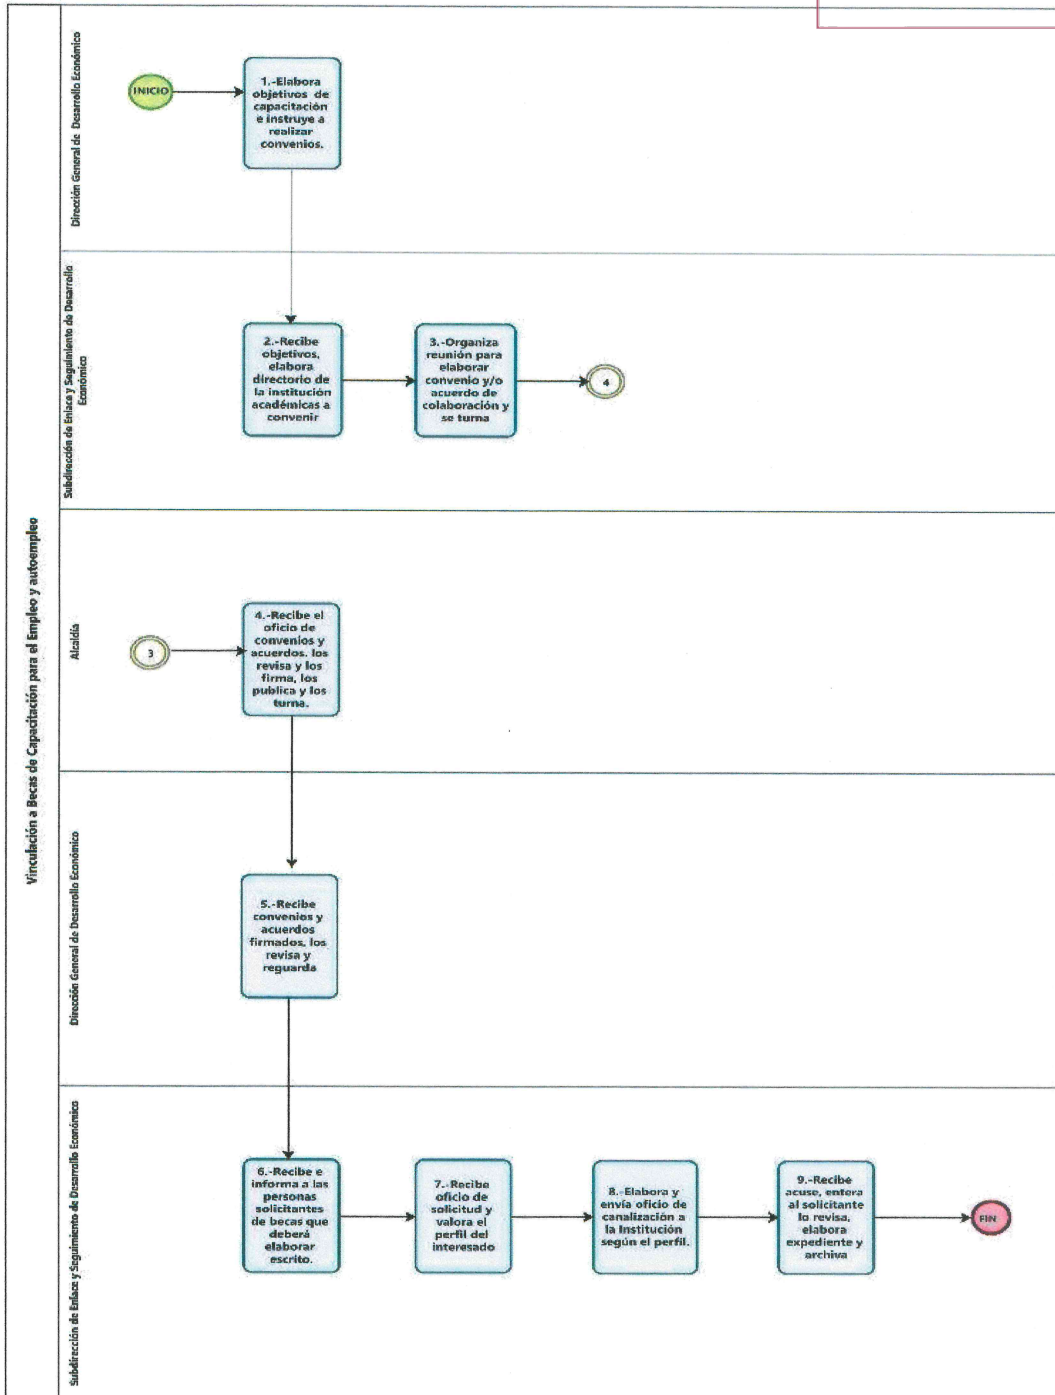 Vinculación a Becas de Capacitación para el Empleo y autoempleo
Dirección General de Desarrollo Económico
INICIO
1.-Elabora
objetivos de
capacitación
e instruye a
realizar
convenios.
Subdirección de Enlace y Seguimiento de Desarrollo
Económico
2.-Recibe
objetivos,
elabora
directorio de
la institución
académicas a
convenir
3.-Organiza
reunión para
elaborar
convenio y/o
acuerdo de
colaboración y
se turna
4
Alcaldía
3
4.-Recibe el
oficio de
convenios y
acuerdos. los
revisa y los
firma, los
publica y los
turna.
Dirección General de Desarrollo Económico
5.-Recibe
convenios y
acuerdos
firmados, los
revisa y
reguarda
Subdirección de Enlace y Seguimiento de Desarrollo Económico
6.-Recibe e
informa a las
personas
solicitantes
de becas que
deberá
elaborar
escrito.
7.-Recibe
oficio de
solicitud y
valora el
perfil del
interesado
8.-Elabora y
envía oficio de
canalización a
la Institución
según el perfil.
9.-Recibe
acuse, entera
al solicitante
lo revisa,
elabora
expediente y
archiva
FIN